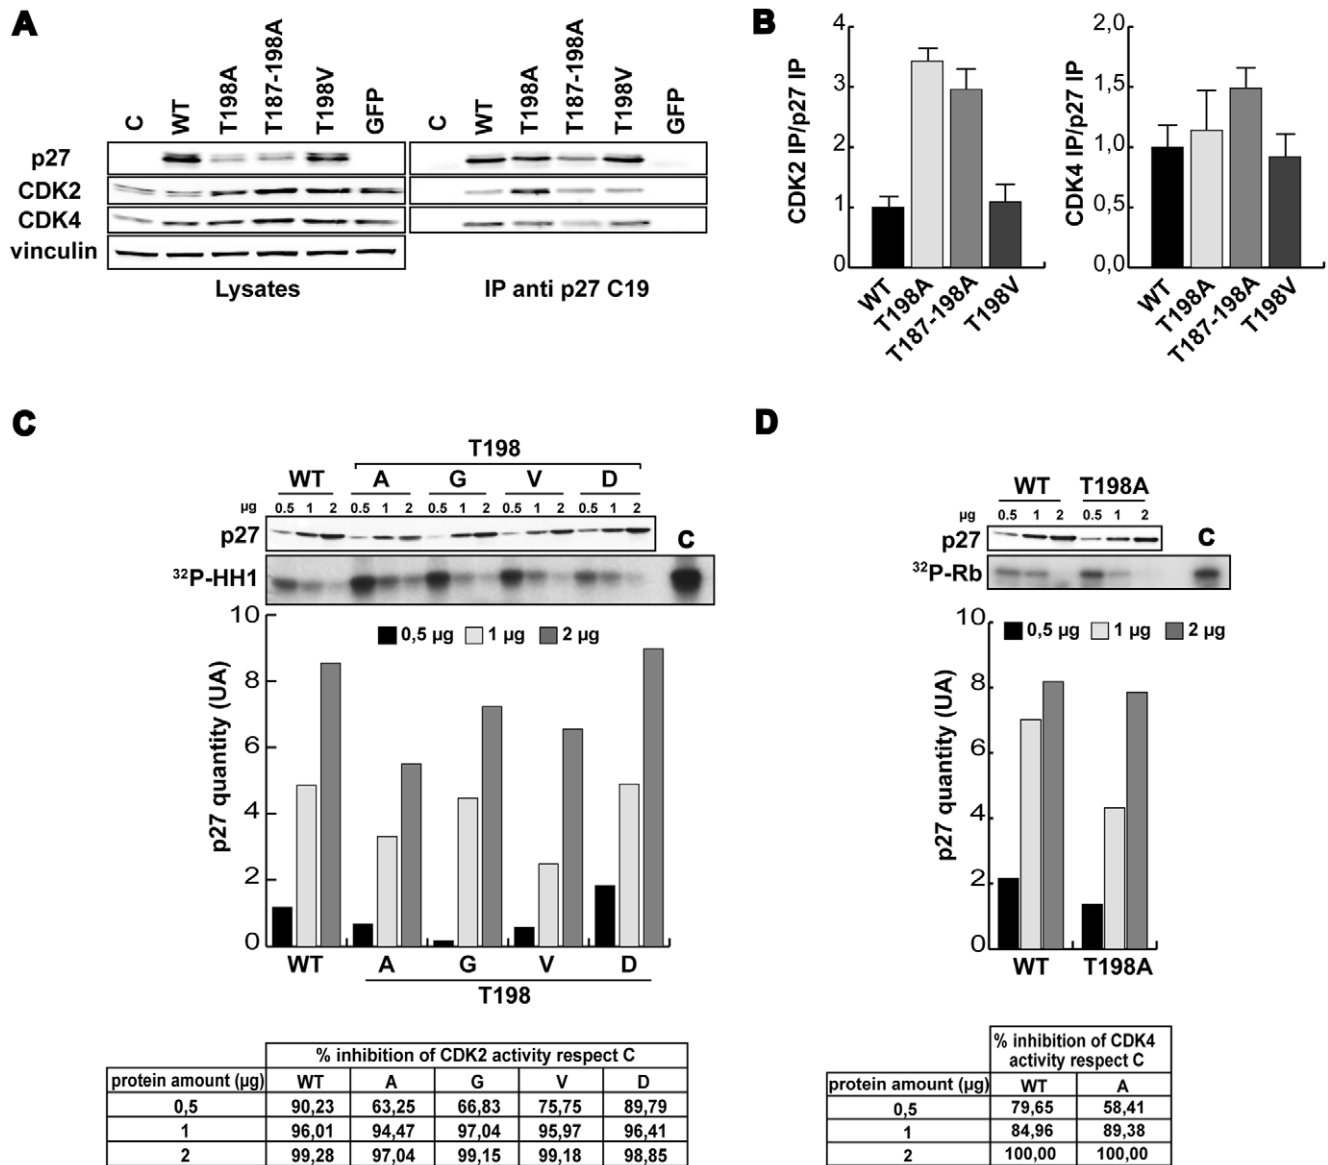 A
C WT T198A T187-198A T198V GFP C WT T198A T187-198A T198V GFP
p27
CDK2
CDK4
vinculin
Lysates IP anti p27 C19
B
CDK2 IP/p27 IP
4
3
2
1
0
WT T198A T187-198A T198V
CDK4 IP/p27 IP
2,0
1,5
1,0
0,5
0,0
WT T198A T187-198A T198V
C
T198
WT A G V D
µg 0.5 1 2 0.5 1 2 0.5 1 2 0.5 1 2 0.5 1 2
p27 C
32P-HH1
0,5 µg 1 µg 2 µg
p27 quantity (UA)
10
8
6
4
2
0
WT A G V D
T198
% inhibition of CDK2 activity respect C
protein amount (µg) WT A G V D
0,5 90,23 63,25 66,83 75,75 89,79
1 96,01 94,47 97,04 95,97 96,41
2 99,28 97,04 99,15 99,18 98,85
D
WT T198A
µg 0.5 1 2 0.5 1 2
p27 C
32P-Rb
0,5 µg 1 µg 2 µg
p27 quantity (UA)
10
8
6
4
2
0
WT T198A
% inhibition of CDK4
activity respect C
protein amount (µg) WT A
0,5 79,65 58,41
1 84,96 89,38
2 100,00 100,00